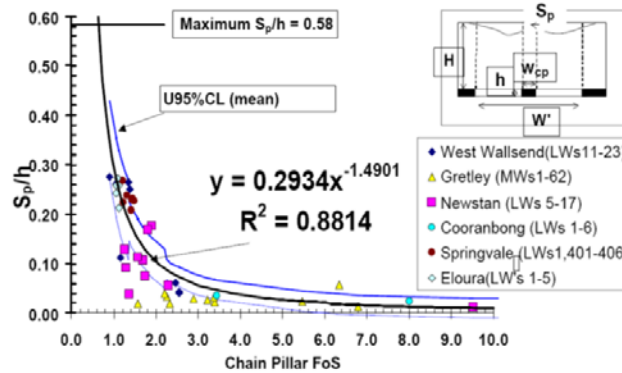 Maximum Sp/h = 0.58
U95%CL (mean)
y = 0.2934x^-1.4901
R² = 0.8814
Sp/h
0.60
0.50
0.40
0.30
0.20
0.10
0.00
0.0 1.0 2.0 3.0 4.0 5.0 6.0 7.0 8.0 9.0 10.0
Chain Pillar FoS
Sp
H
h
Wcp
W'
West Wallsend(LWs11-23)
Gretley (MWs1-62)
Newstan (LWs 5-17)
Cooranbong (LWs 1-6)
Springvale (LWs1,401-406
Eloura(LW's 1-5)